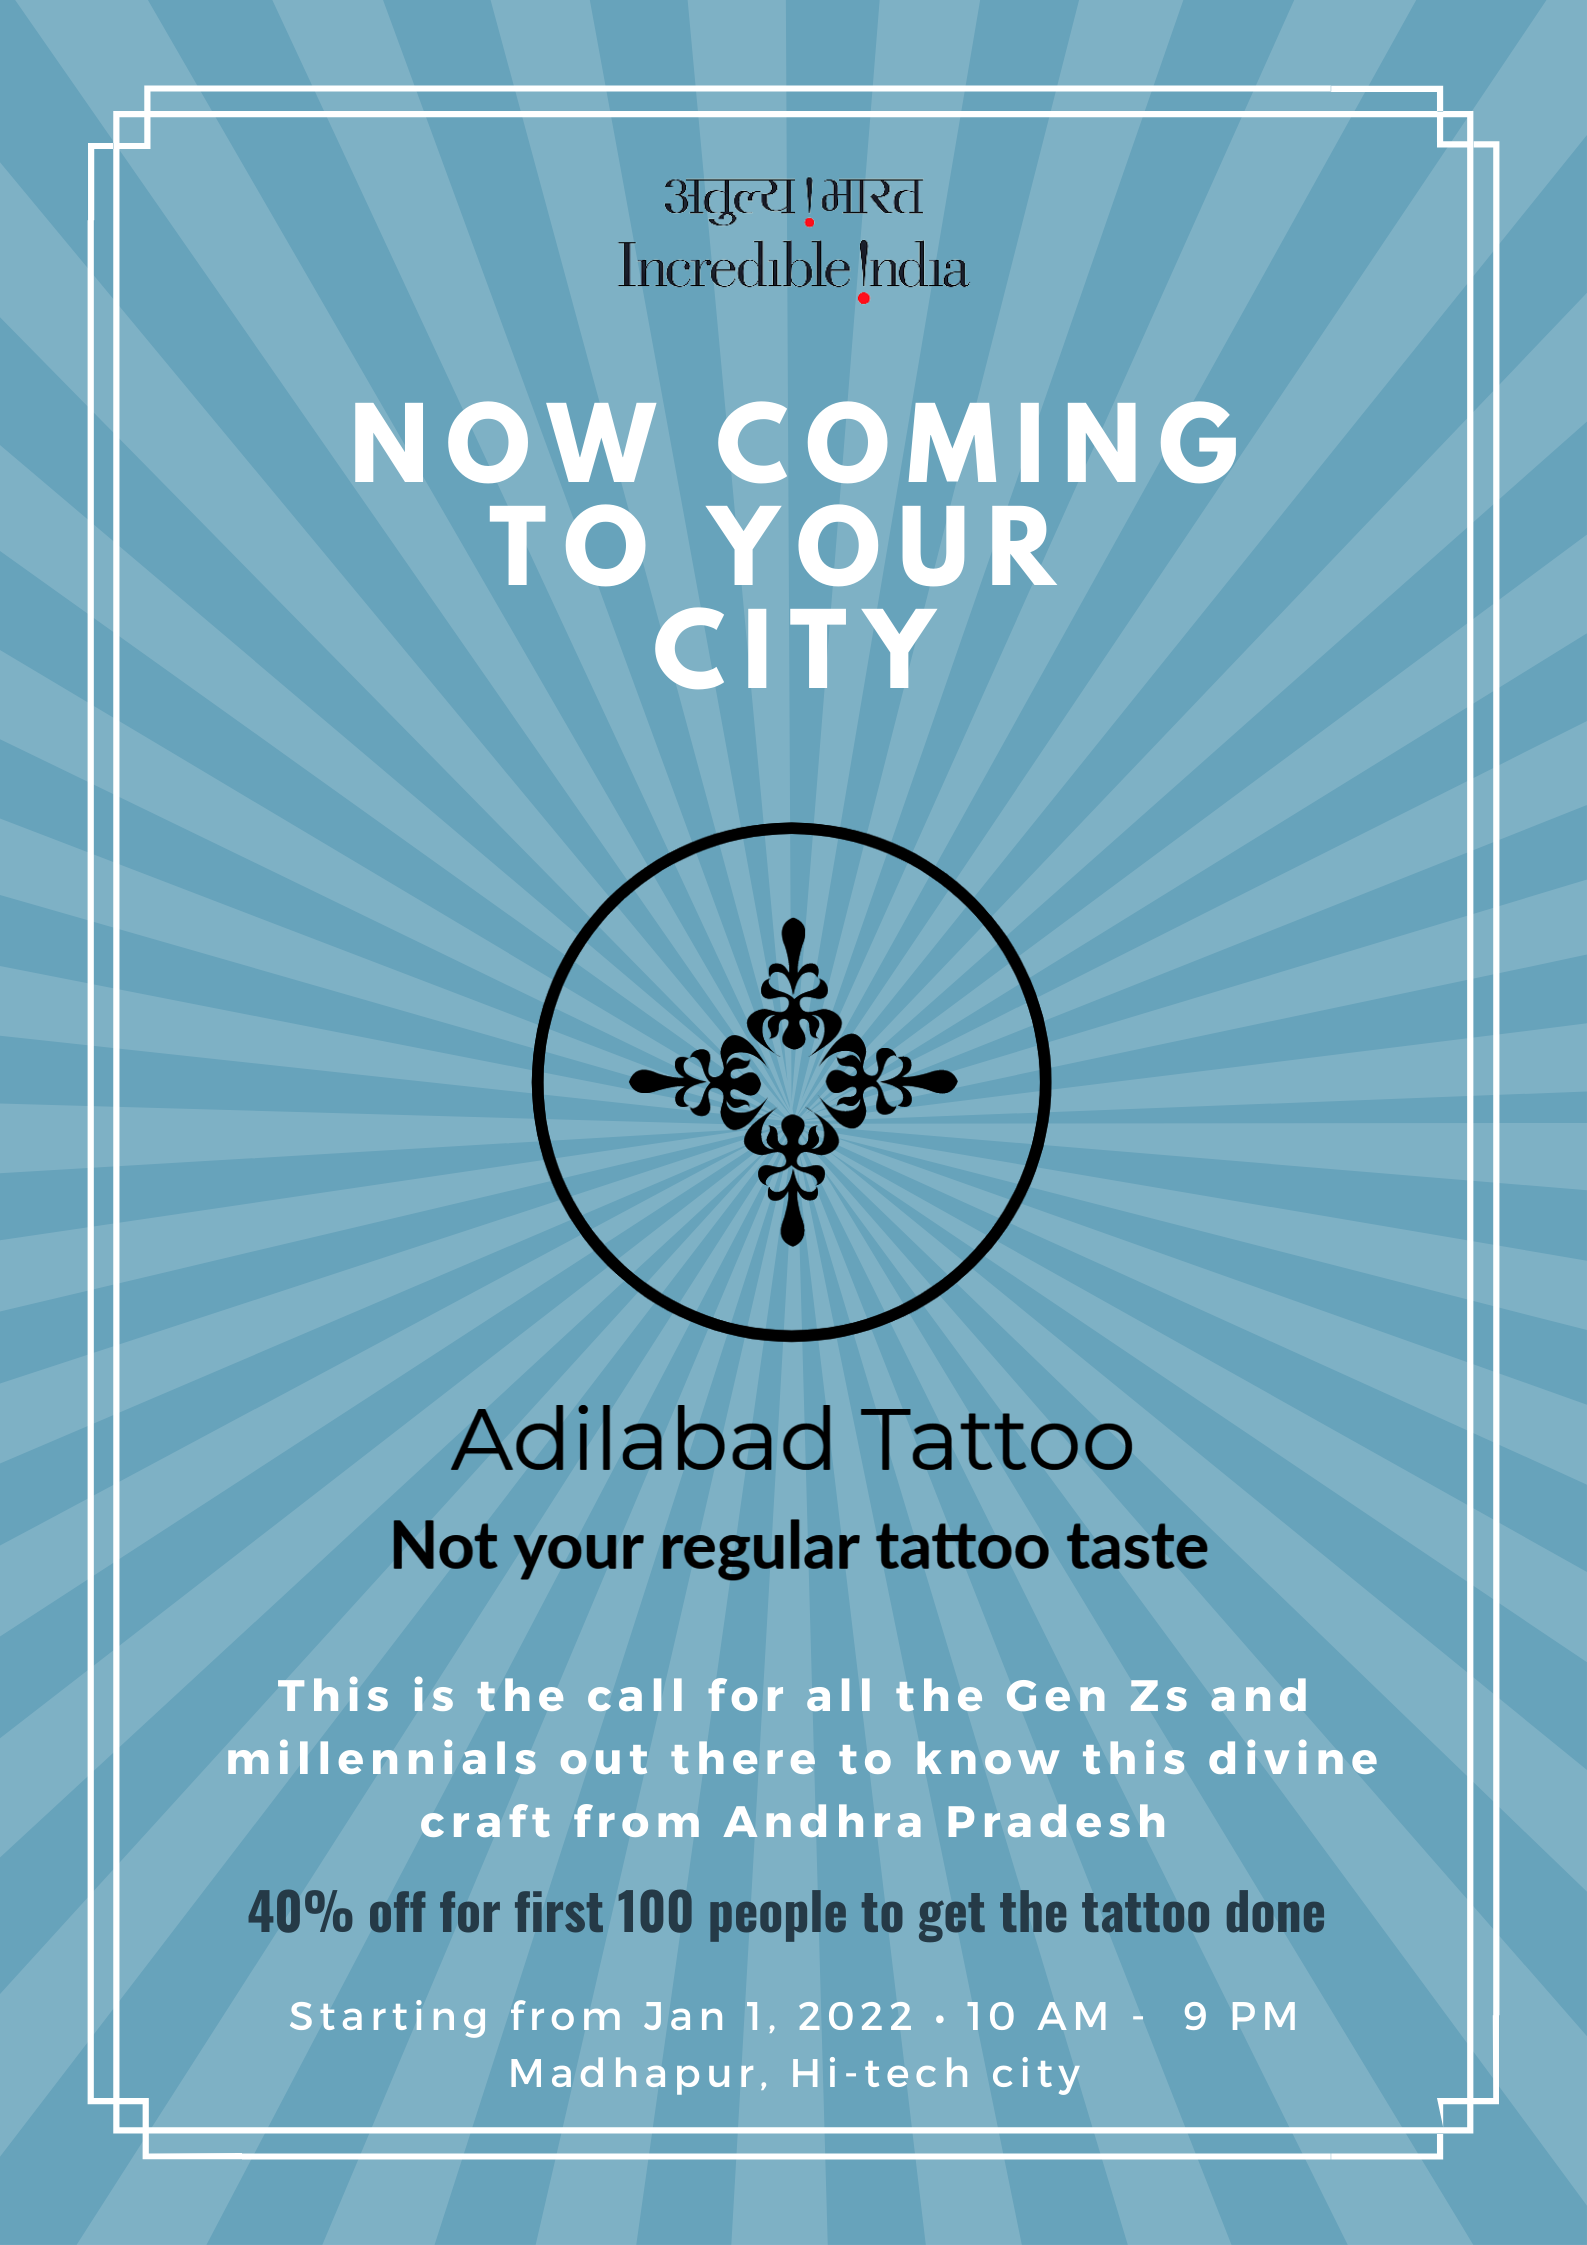 अतुल्य ! भारत
Incredible !ndia
NOW COMING
TO YOUR
CITY
Adilabad Tattoo
Not your regular tattoo taste
This is the call for all the Gen Zs and
millennials out there to know this divine
craft from Andhra Pradesh
40% off for first 100 people to get the tattoo done
Starting from Jan 1, 2022 • 10 AM - 9 PM
Madhapur, Hi-tech city